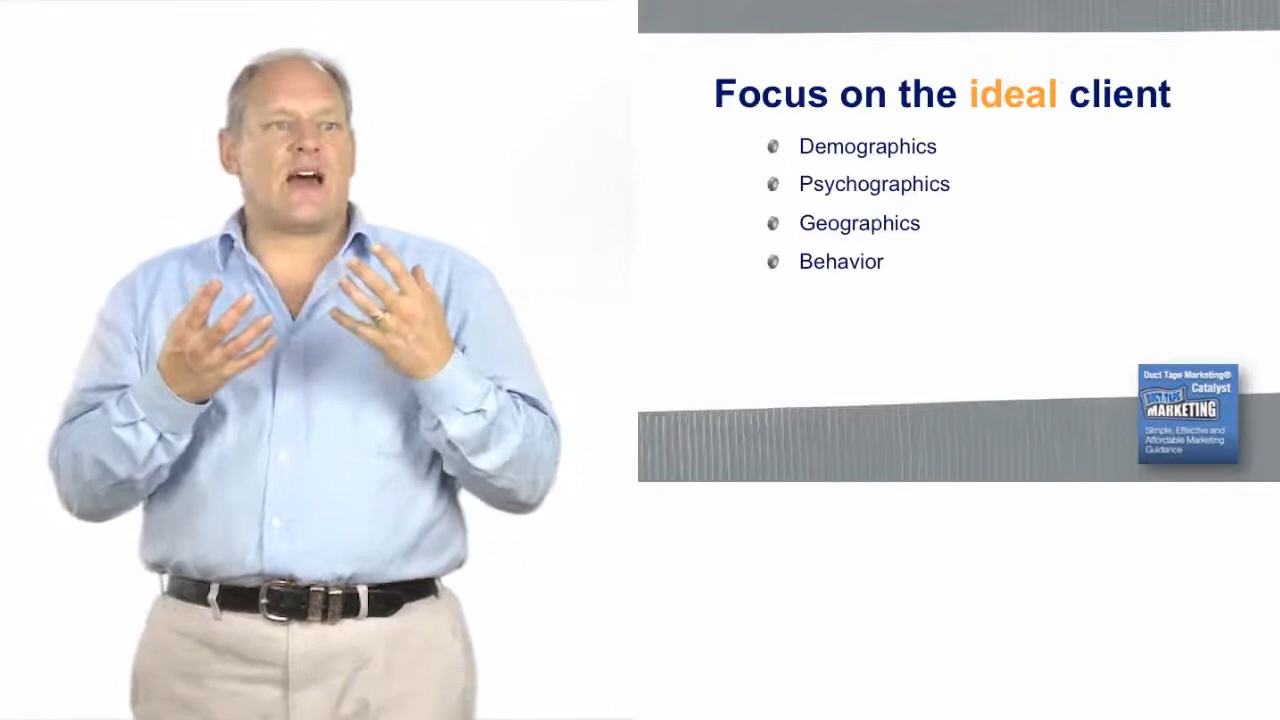 Focus on the ideal client
Demographics
Psychographics
Geographics
Behavior
Duct Tape Marketing®
Catalyst
DUCT TAPE
MARKETING
Simple, Effective and
Affordable Marketing
Guidance